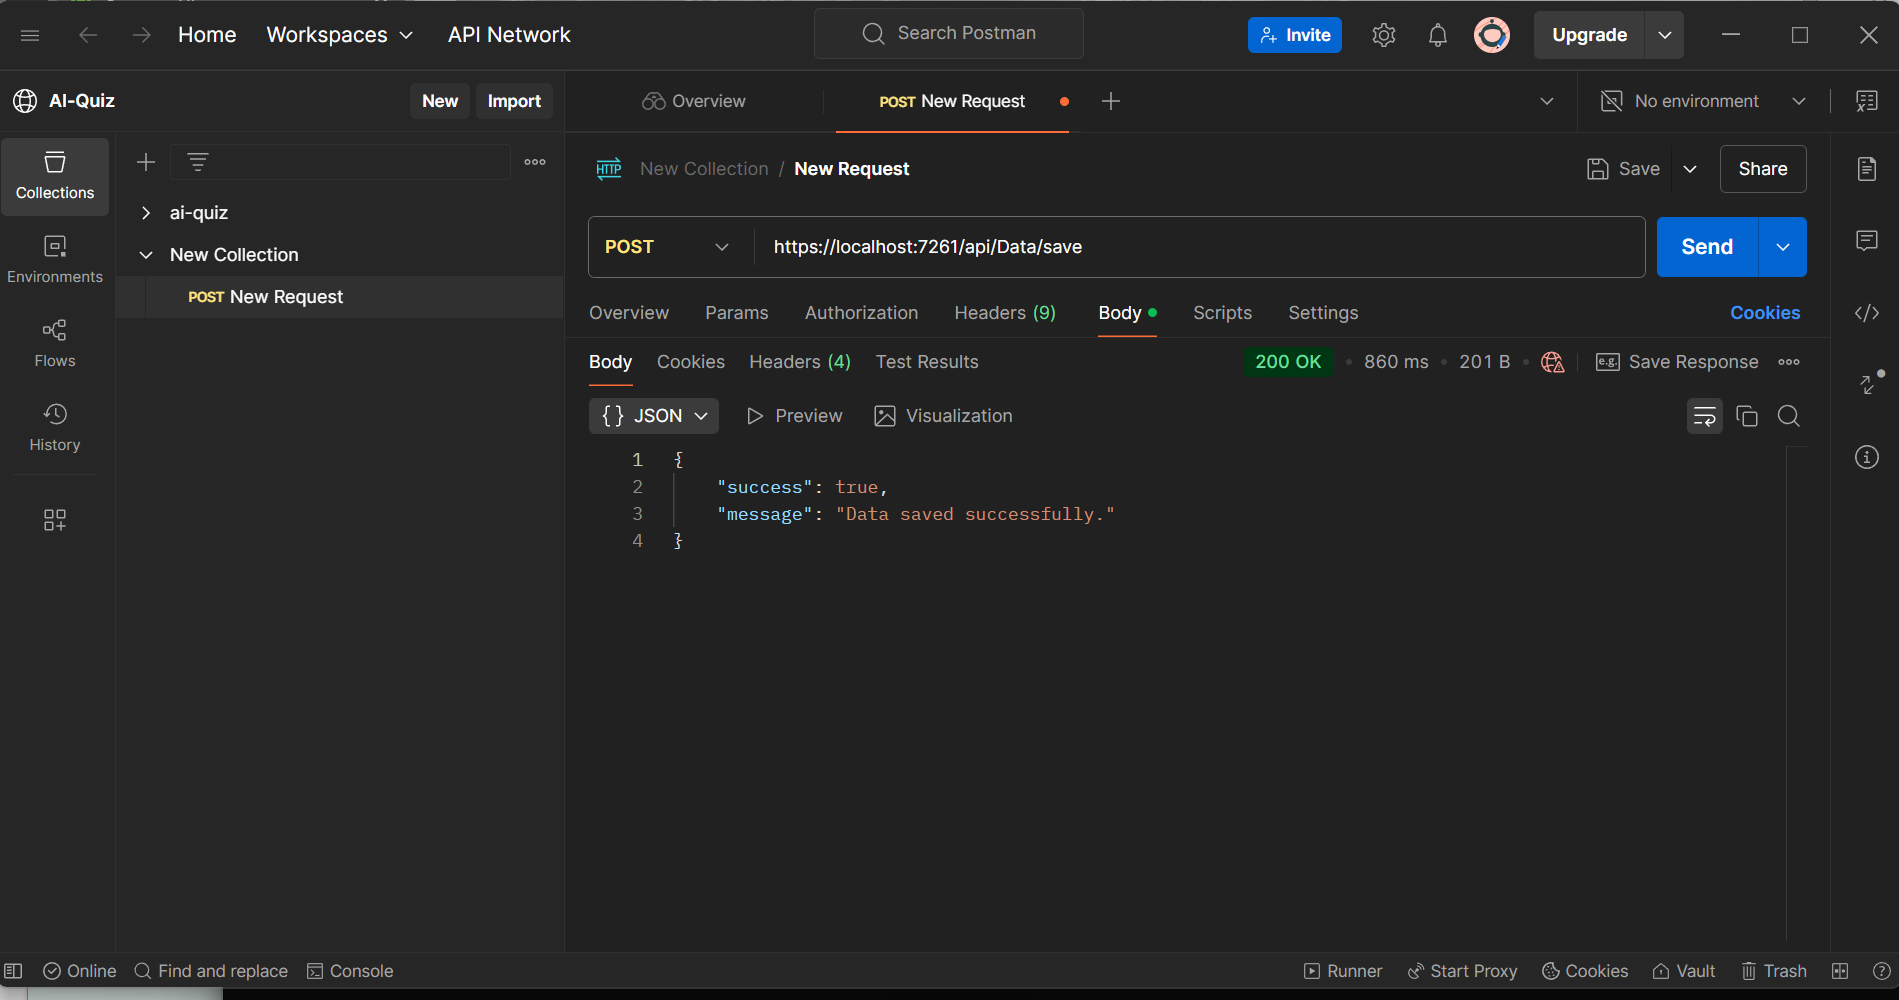 Home Workspaces API Network Search Postman Invite Upgrade
AI-Quiz New Import Overview POST New Request No environment
Collections
Environments
Flows
History
ai-quiz
New Collection
POST New Request
HTTP New Collection / New Request Save Share
POST https://localhost:7261/api/Data/save Send
Overview Params Authorization Headers (9) Body Scripts Settings Cookies
Body Cookies Headers (4) Test Results 200 OK • 860 ms • 201 B • e.g. Save Response
{} JSON Preview Visualization
1 {
2 "success": true,
3 "message": "Data saved successfully."
4 }
Online Find and replace Console Runner Start Proxy Cookies Vault Trash